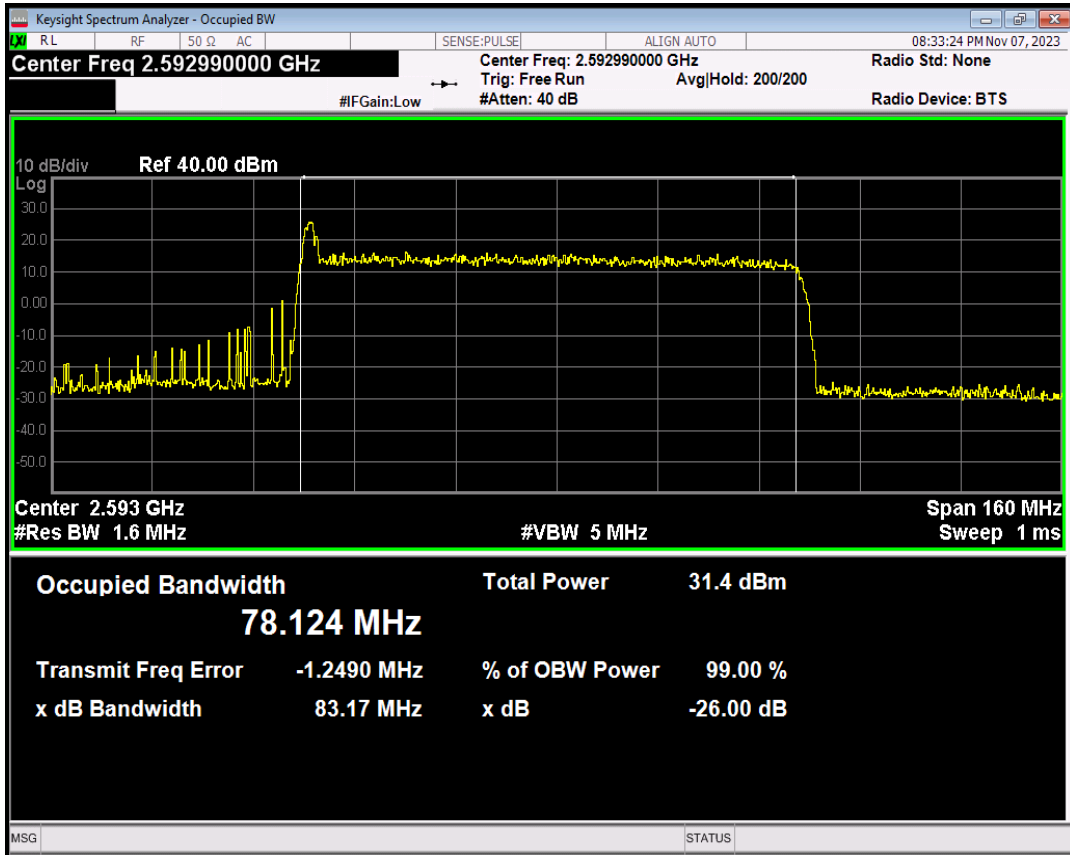 Keysight Spectrum Analyzer - Occupied BW
LXI RL RF 50 Ω AC SENSE:PULSE ALIGN AUTO 08:33:24 PM Nov 07, 2023
Center Freq 2.592990000 GHz Center Freq: 2.592990000 GHz Radio Std: None
Trig: Free Run Avg|Hold: 200/200
#IFGain:Low #Atten: 40 dB Radio Device: BTS
10 dB/div Ref 40.00 dBm
Log
30.0
20.0
10.0
0.00
-10.0
-20.0
-30.0
-40.0
-50.0
Center 2.593 GHz Span 160 MHz
#Res BW 1.6 MHz #VBW 5 MHz Sweep 1 ms
Occupied Bandwidth Total Power 31.4 dBm
78.124 MHz
Transmit Freq Error -1.2490 MHz % of OBW Power 99.00 %
x dB Bandwidth 83.17 MHz x dB -26.00 dB
MSG STATUS